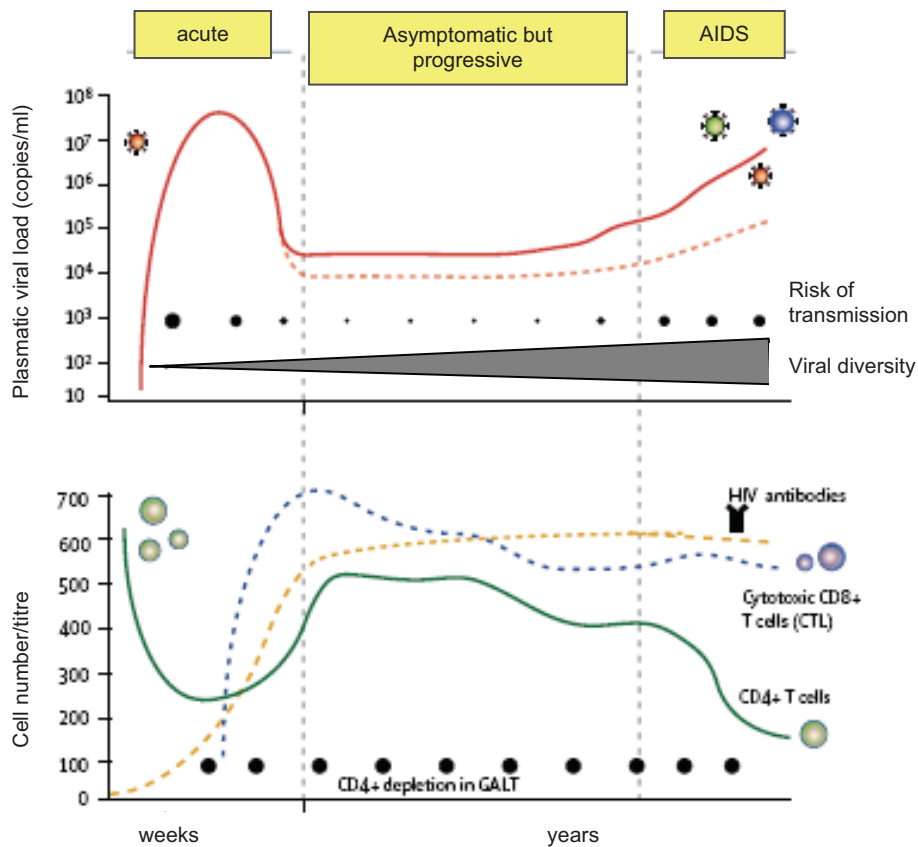 acute
Asymptomatic but
progressive
AIDS
Plasmatic viral load (copies/ml)
10⁸
10⁷
10⁶
10⁵
10⁴
10³
10²
10
Risk of
transmission
Viral diversity
Cell number/titre
700
600
500
400
300
200
100
0
HIV antibodies
Cytotoxic CD8+
T cells (CTL)
CD4+ T cells
CD4+ depletion in GALT
weeks
years